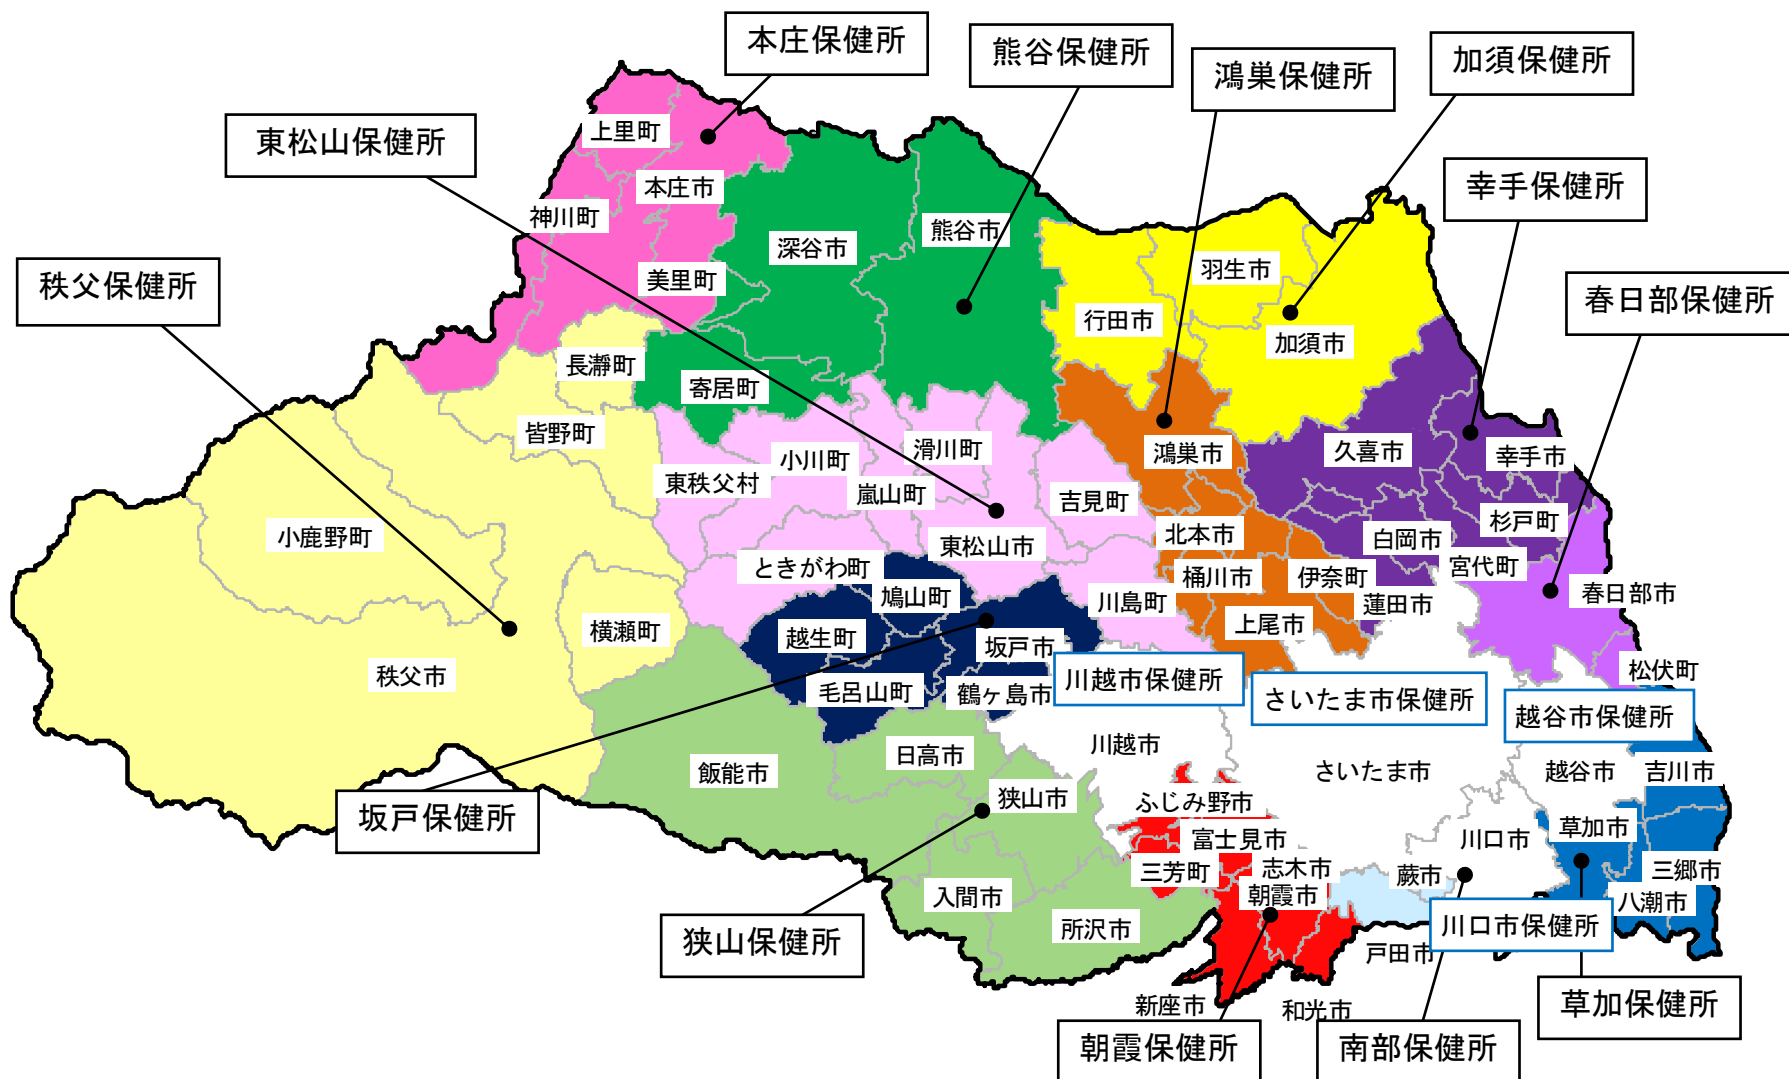 本庄保健所
熊谷保健所
鴻巣保健所
加須保健所
東松山保健所
幸手保健所
秩父保健所
春日部保健所
上里町
本庄市
神川町
美里町
深谷市
熊谷市
羽生市
行田市
加須市
長瀞町
寄居町
皆野町
小川町
滑川町
東秩父村
嵐山町
吉見町
鴻巣市
久喜市
幸手市
小鹿野町
東松山市
北本市
白岡市
杉戸町
ときがわ町
桶川市
伊奈町
宮代町
鳩山町
川島町
蓮田市
春日部市
横瀬町
越生町
坂戸市
上尾市
秩父市
毛呂山町
鶴ヶ島市
川越市保健所
さいたま市保健所
松伏町
越谷市保健所
飯能市
日高市
川越市
さいたま市
越谷市
吉川市
狭山市
ふじみ野市
坂戸保健所
富士見市
川口市
草加市
三芳町
志木市
蕨市
三郷市
入間市
朝霞市
八潮市
所沢市
川口市保健所
狭山保健所
戸田市
新座市
和光市
草加保健所
朝霞保健所
南部保健所